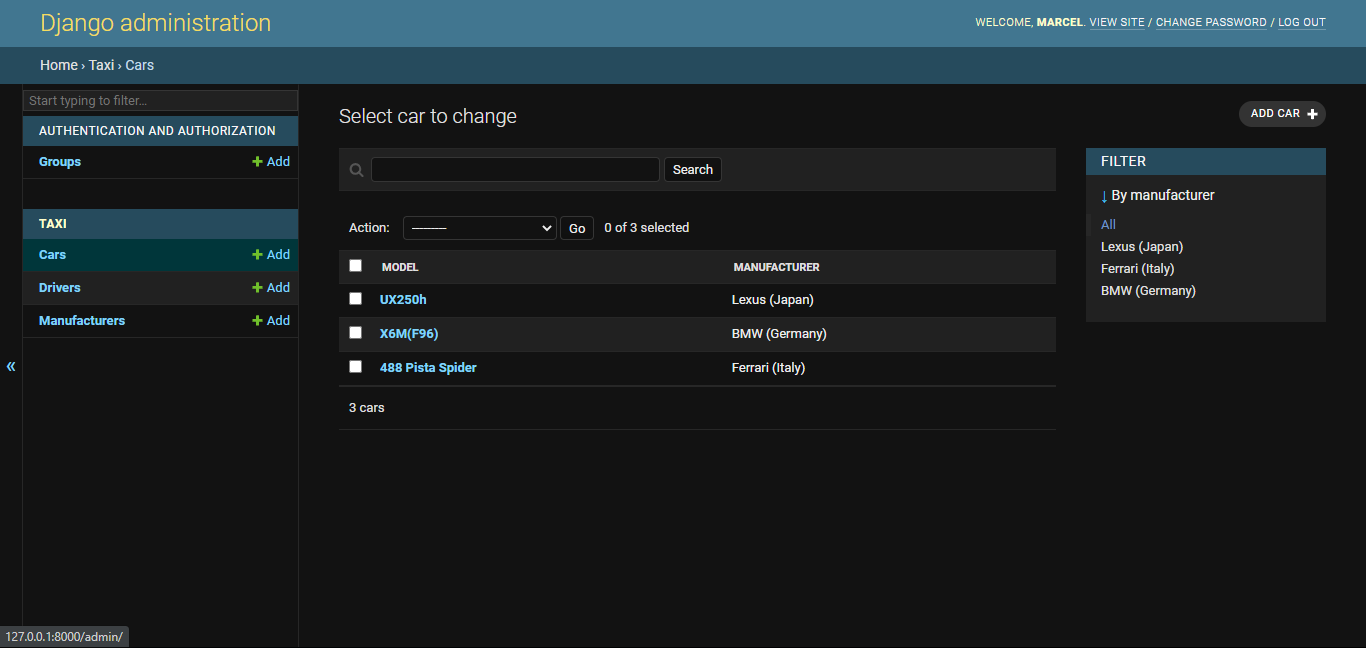 Django administration
WELCOME, MARCEL. VIEW SITE / CHANGE PASSWORD / LOG OUT
Home › Taxi › Cars
Start typing to filter...
AUTHENTICATION AND AUTHORIZATION
Groups + Add
TAXI
Cars + Add
Drivers + Add
Manufacturers + Add
«
Select car to change
ADD CAR +
Search
Action: --------- Go 0 of 3 selected
MODEL MANUFACTURER
UX250h Lexus (Japan)
X6M(F96) BMW (Germany)
488 Pista Spider Ferrari (Italy)
3 cars
FILTER
↓ By manufacturer
All
Lexus (Japan)
Ferrari (Italy)
BMW (Germany)
127.0.0.1:8000/admin/